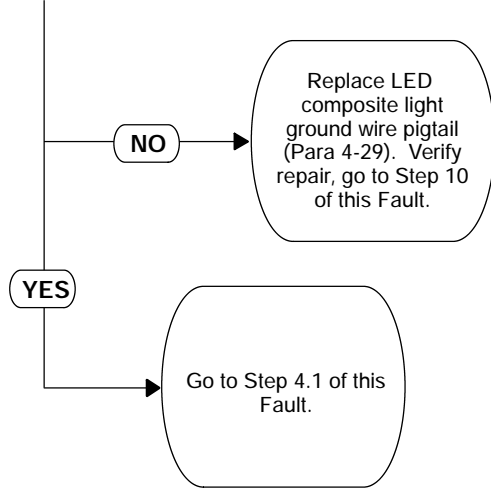 NO
Replace LED
composite light
ground wire pigtail
(Para 4-29). Verify
repair, go to Step 10
of this Fault.
YES
Go to Step 4.1 of this
Fault.